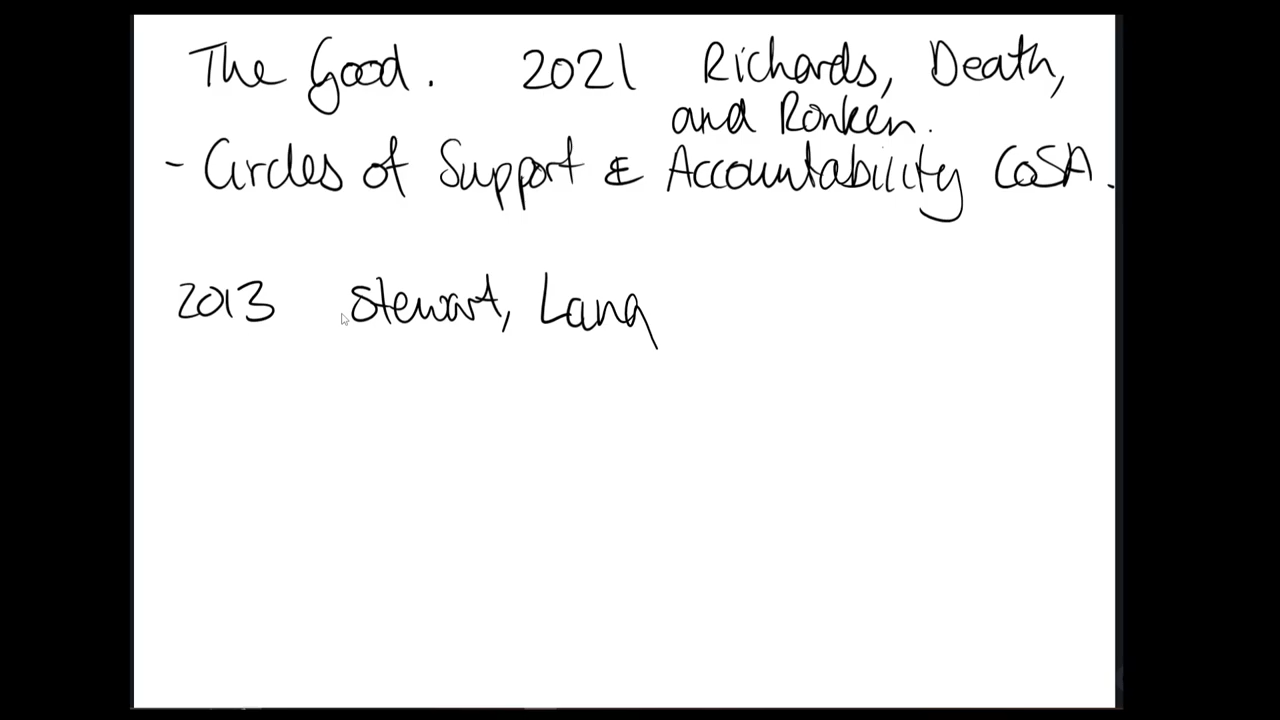 The Good. 2021 Richards, Death,
and Ronken.
- Circles of Support & Accountability CoSA.
2013 Stewart, Lang